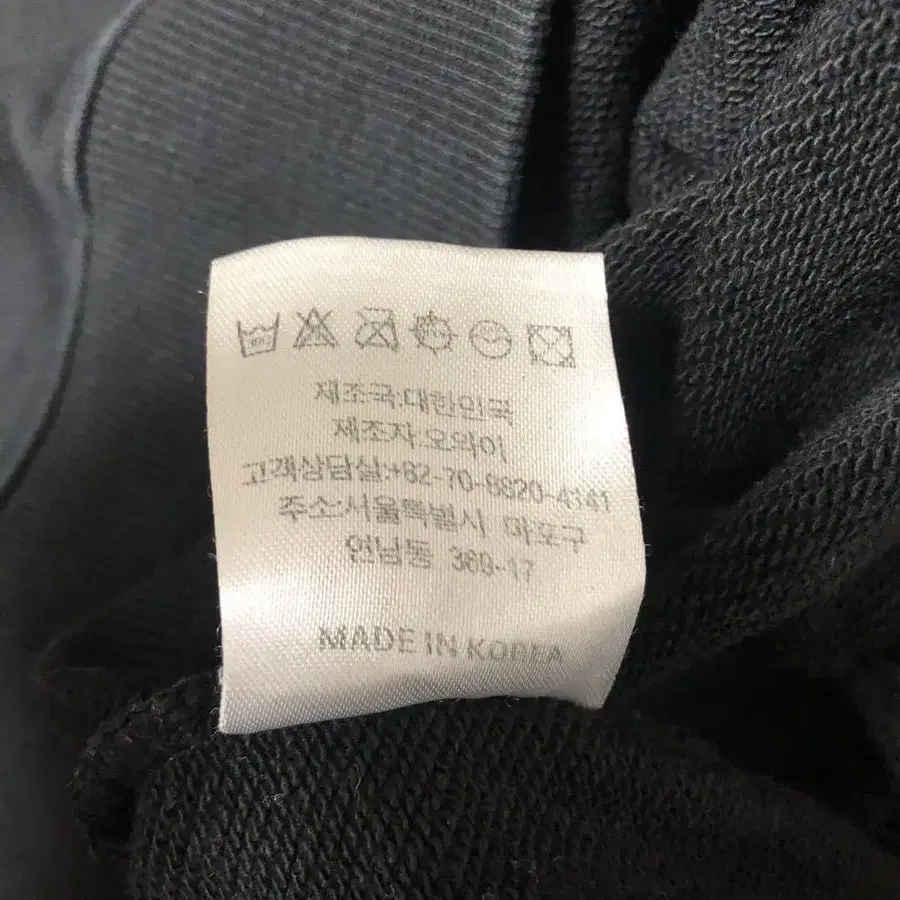 제조국:대한민국
제조자:오와이
고객상담실:+82-70-8820-4141
주소:서울특별시 마포구
연남동 369-17
MADE IN KOREA